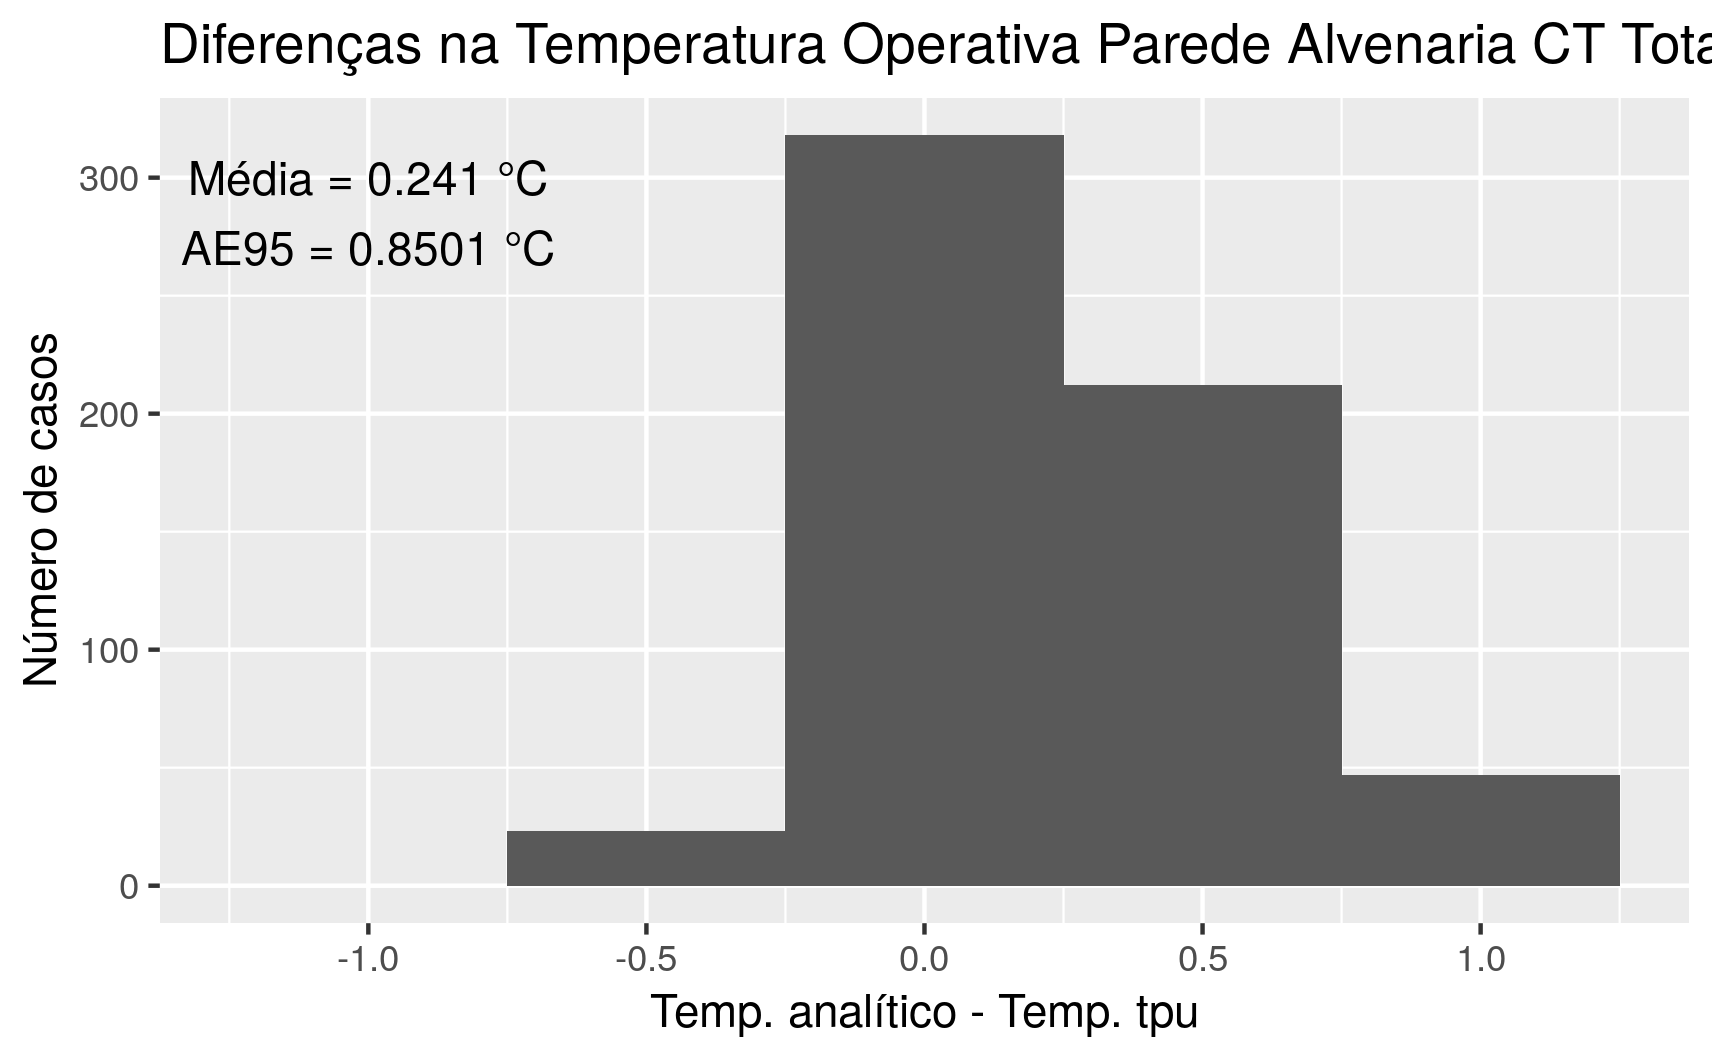 Diferenças na Temperatura Operativa Parede Alvenaria CT Tota
Média = 0.241 °C
AE95 = 0.8501 °C
Número de casos
300
200
100
0
-1.0 -0.5 0.0 0.5 1.0
Temp. analítico - Temp. tpu